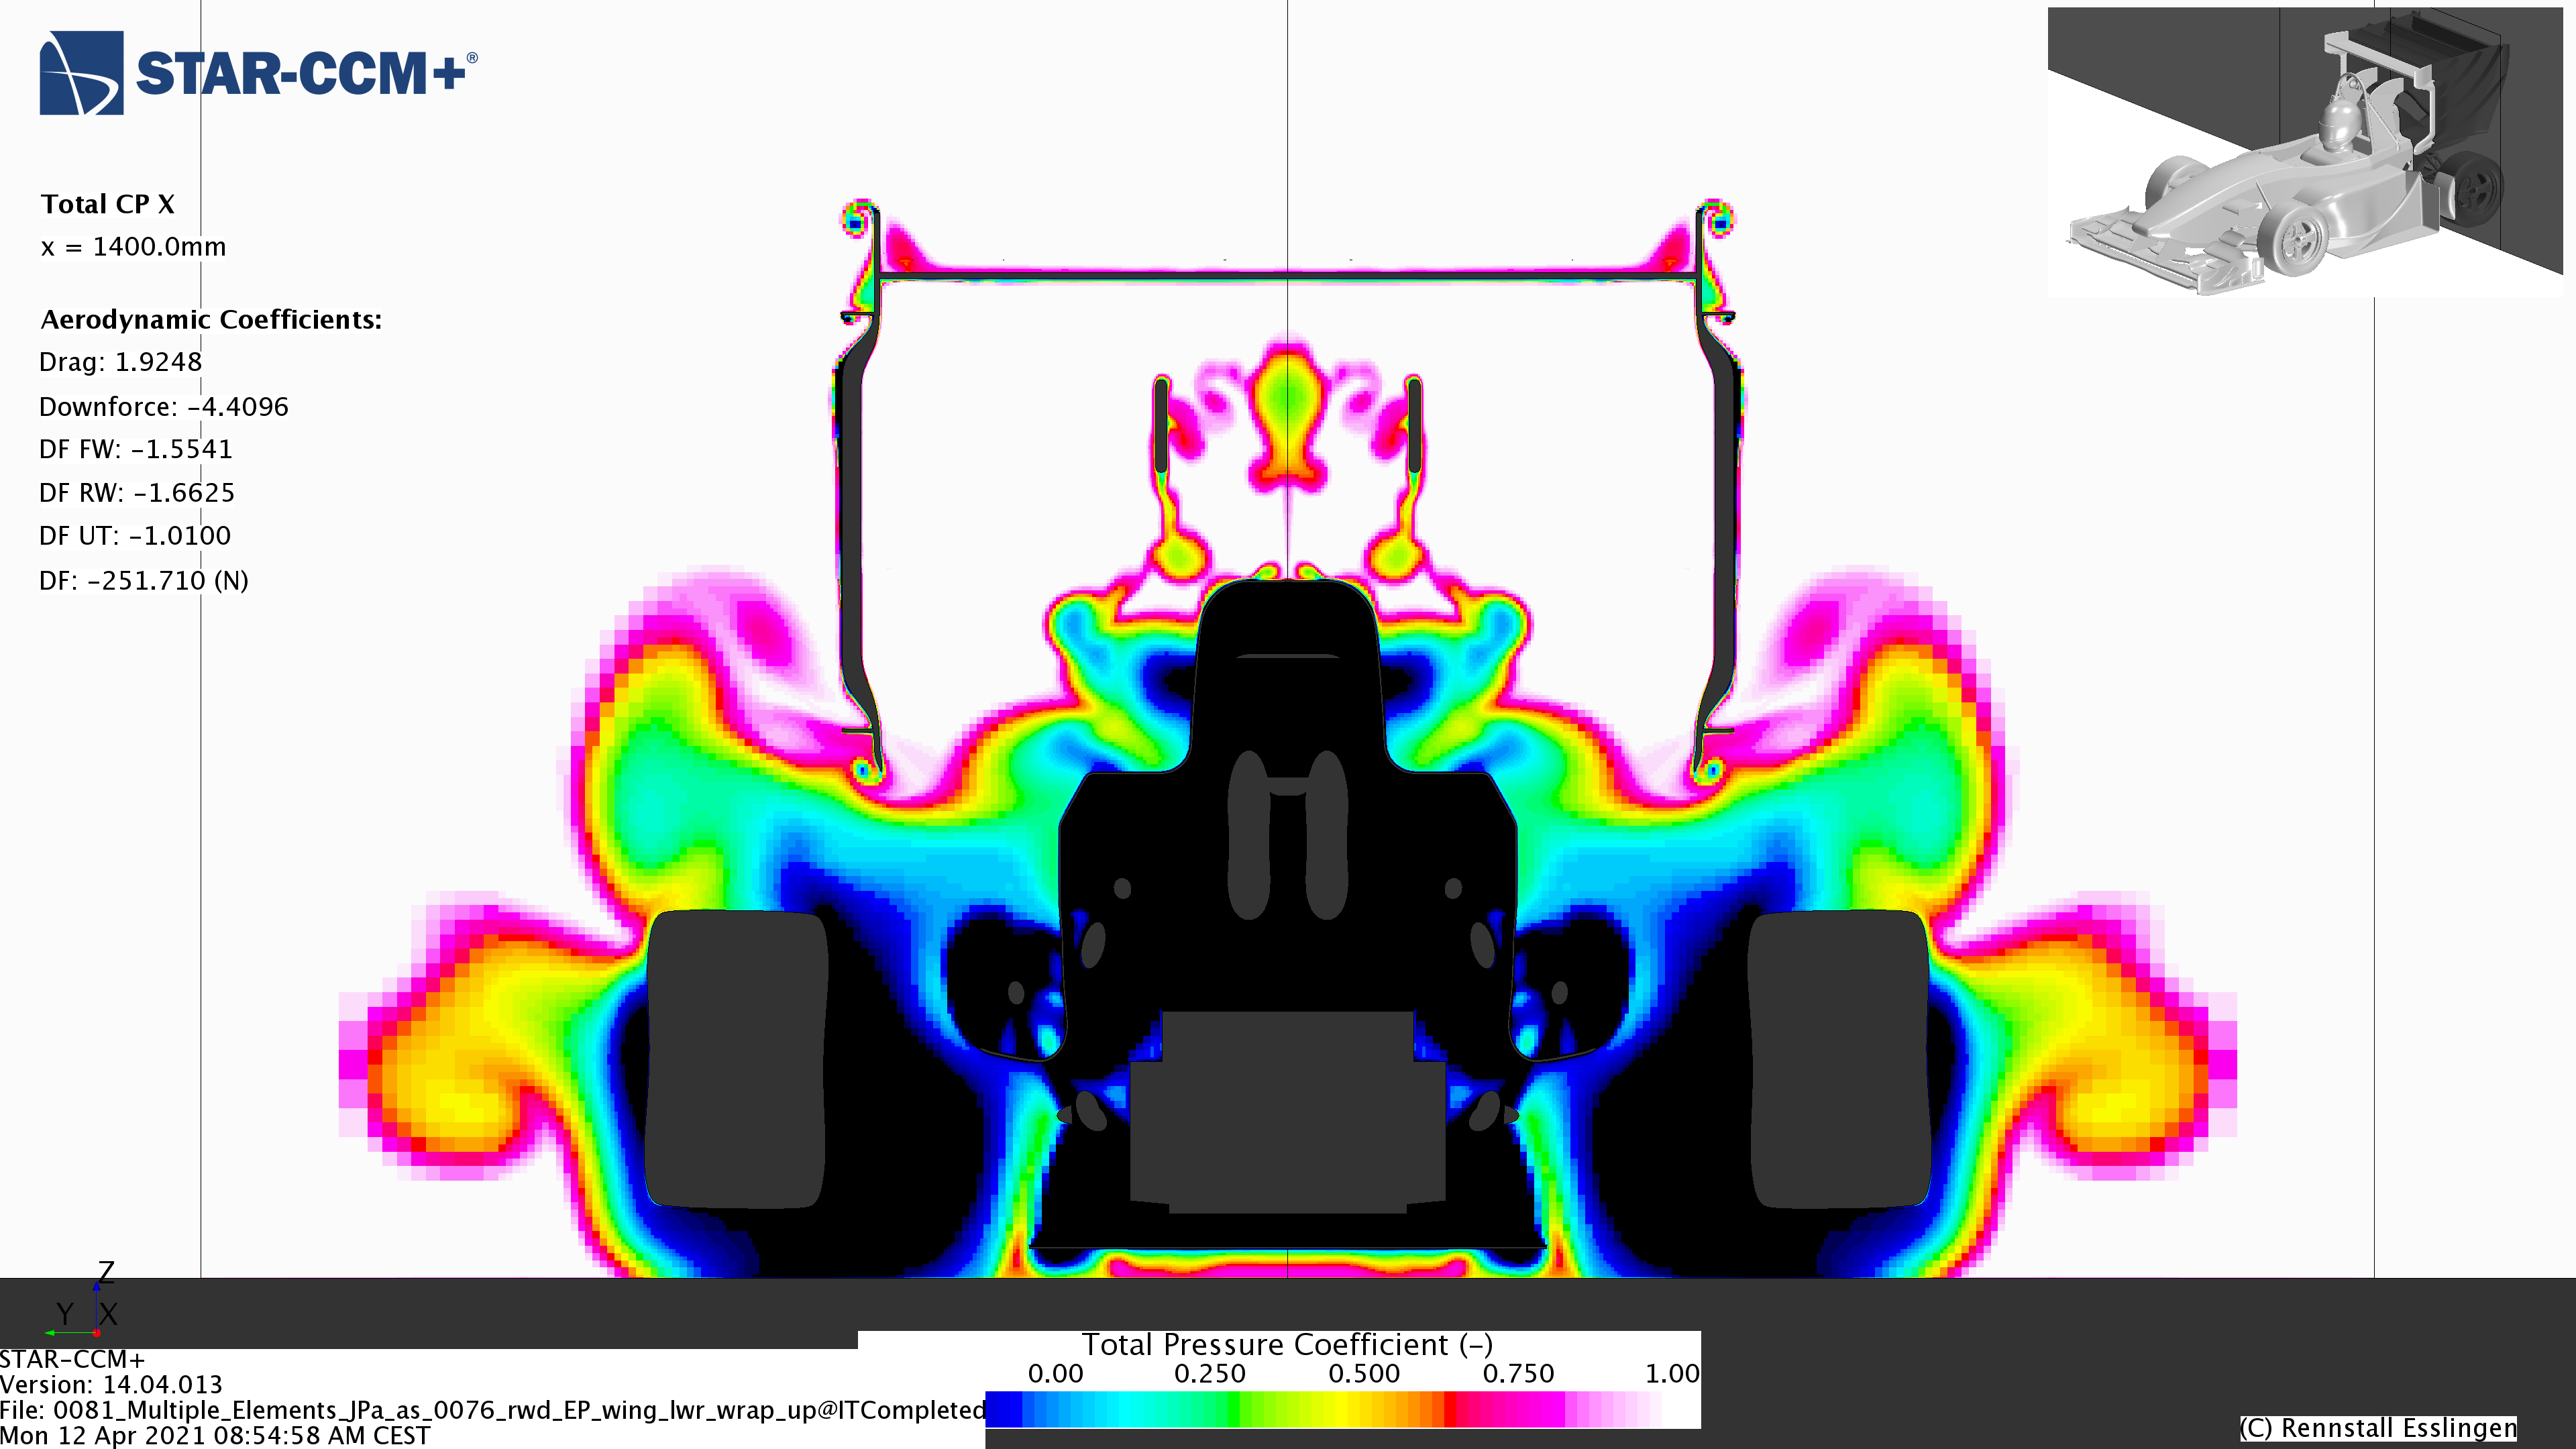 STAR-CCM+®
Total CP X
x = 1400.0mm
Aerodynamic Coefficients:
Drag: 1.9248
Downforce: -4.4096
DF FW: -1.5541
DF RW: -1.6625
DF UT: -1.0100
DF: -251.710 (N)
Z
Y X
Total Pressure Coefficient (-)
0.00 0.250 0.500 0.750 1.00
STAR-CCM+
Version: 14.04.013
File: 0081_Multiple_Elements_JPa_as_0076_rwd_EP_wing_lwr_wrap_up@ITCompleted
Mon 12 Apr 2021 08:54:58 AM CEST
(C) Rennstall Esslingen